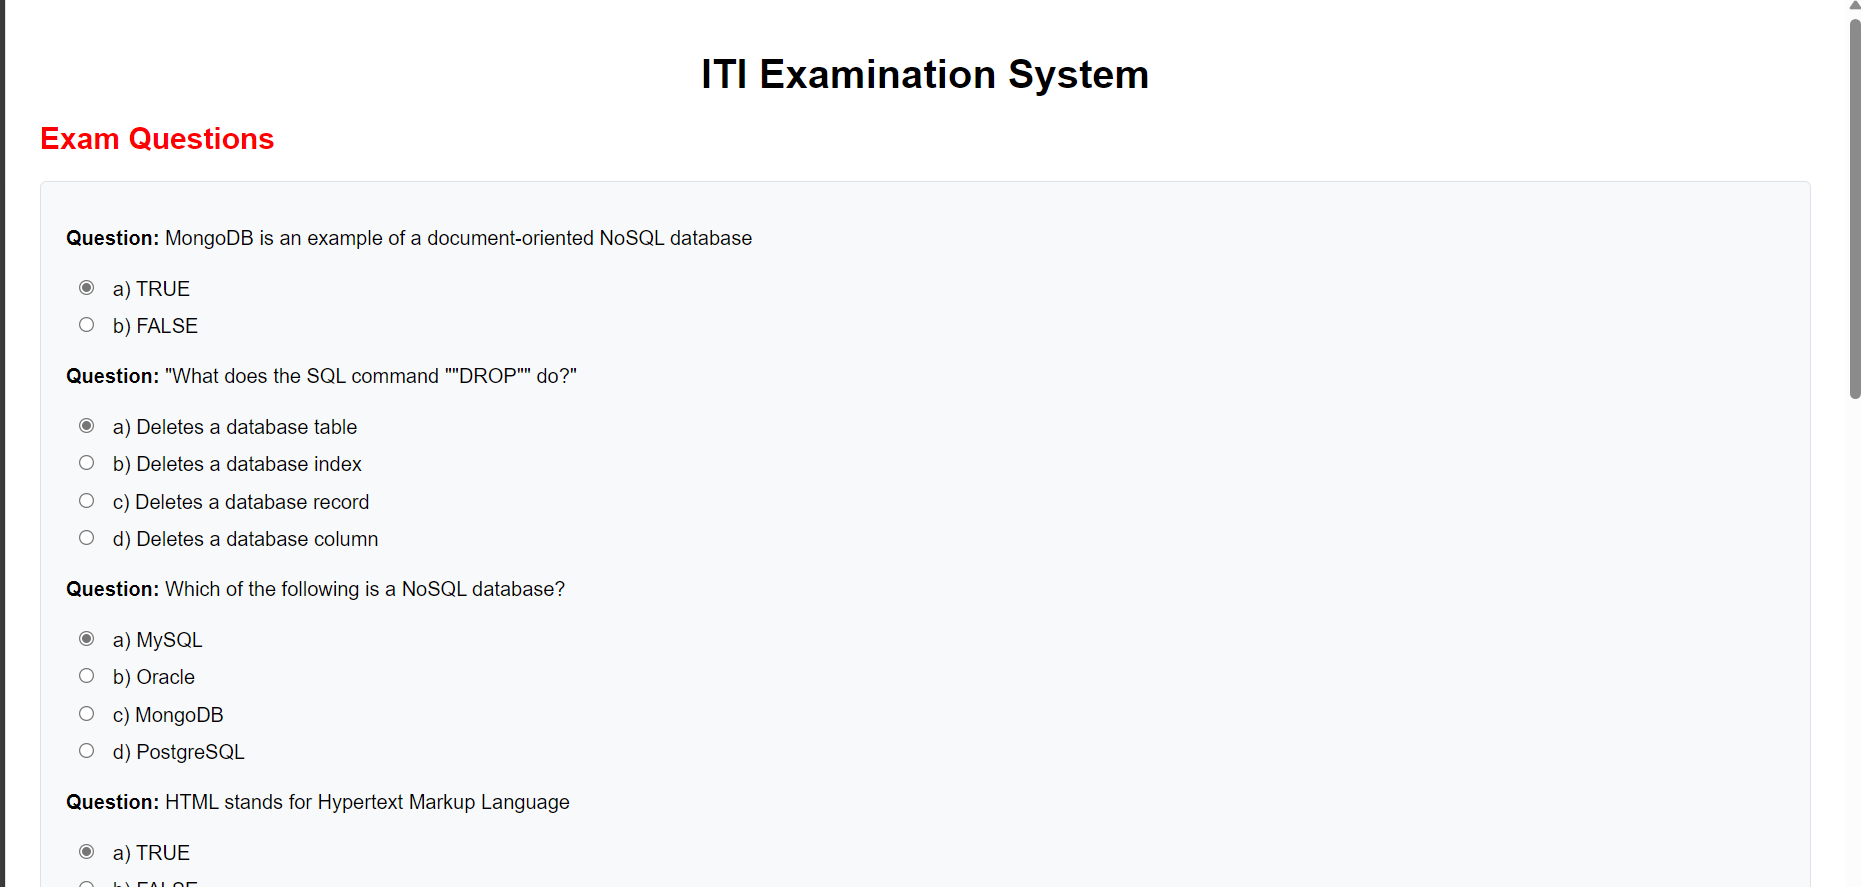 ITI Examination System
Exam Questions
Question: MongoDB is an example of a document-oriented NoSQL database
a) TRUE
b) FALSE
Question: "What does the SQL command ""DROP"" do?"
a) Deletes a database table
b) Deletes a database index
c) Deletes a database record
d) Deletes a database column
Question: Which of the following is a NoSQL database?
a) MySQL
b) Oracle
c) MongoDB
d) PostgreSQL
Question: HTML stands for Hypertext Markup Language
a) TRUE
b) FALSE